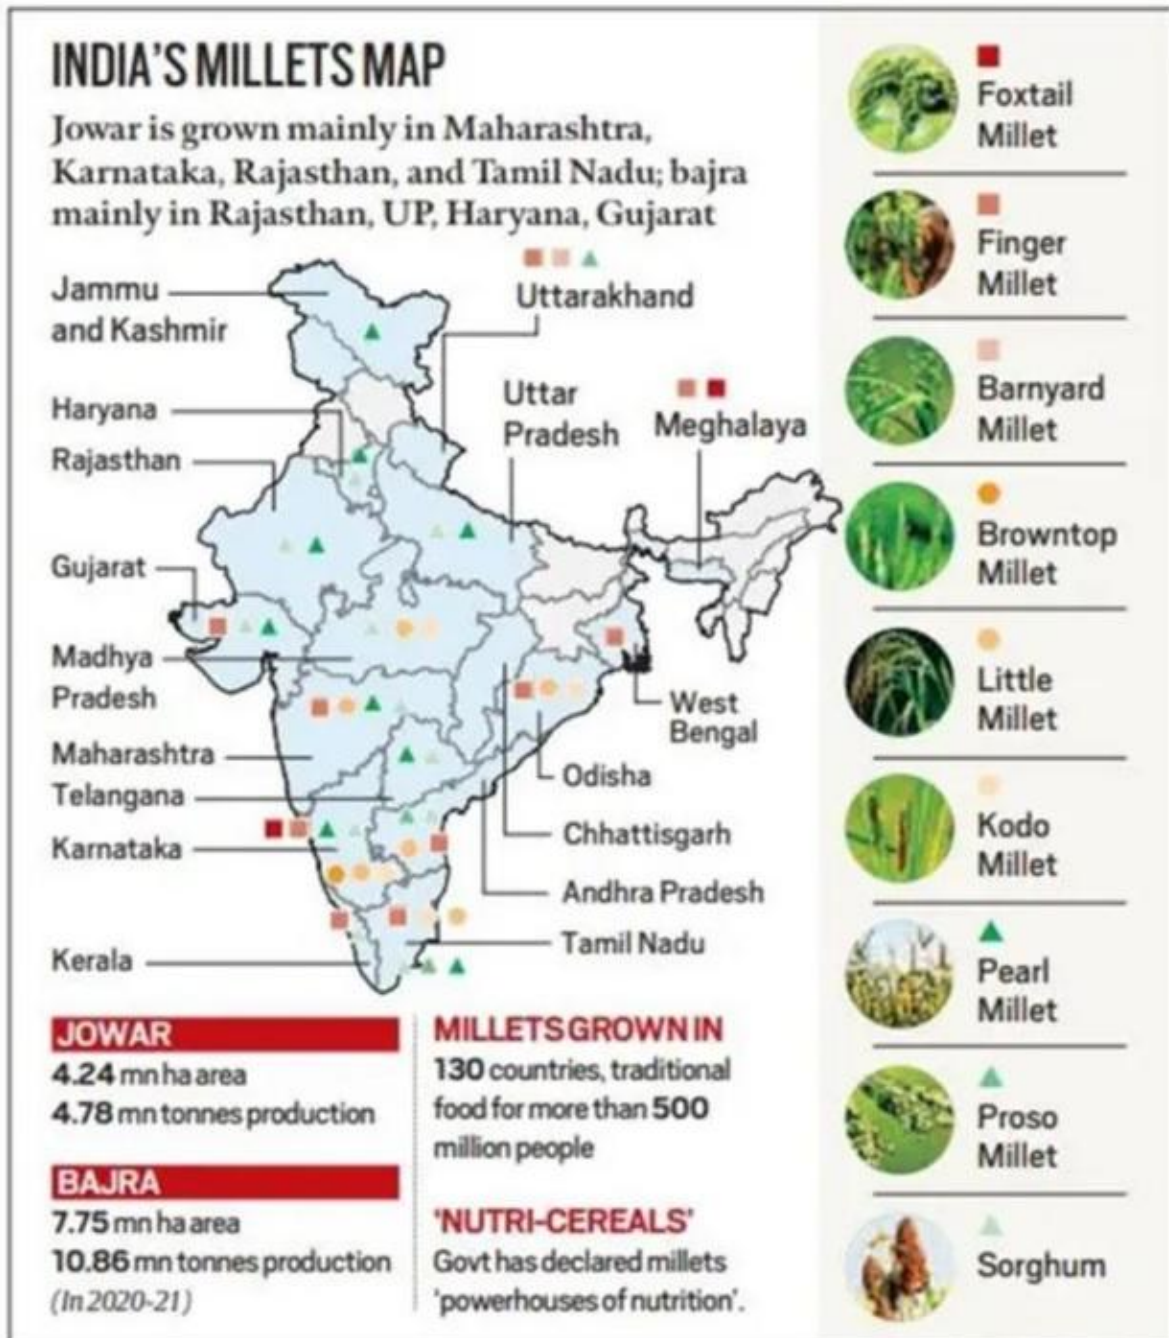 INDIA'S MILLETS MAP
Jowar is grown mainly in Maharashtra,
Karnataka, Rajasthan, and Tamil Nadu; bajra
mainly in Rajasthan, UP, Haryana, Gujarat
Jammu
and Kashmir
Uttarakhand
Haryana
Uttar
Pradesh
Meghalaya
Rajasthan
Gujarat
Madhya
Pradesh
West
Bengal
Maharashtra
Odisha
Telangana
Chhattisgarh
Karnataka
Andhra Pradesh
Tamil Nadu
Kerala
JOWAR
4.24 mn ha area
4.78 mn tonnes production
BAJRA
7.75 mn ha area
10.86 mn tonnes production
(In 2020-21)
MILLETS GROWN IN
130 countries, traditional
food for more than 500
million people
'NUTRI-CEREALS'
Govt has declared millets
'powerhouses of nutrition'.
Foxtail
Millet
Finger
Millet
Barnyard
Millet
Browntop
Millet
Little
Millet
Kodo
Millet
Pearl
Millet
Proso
Millet
Sorghum